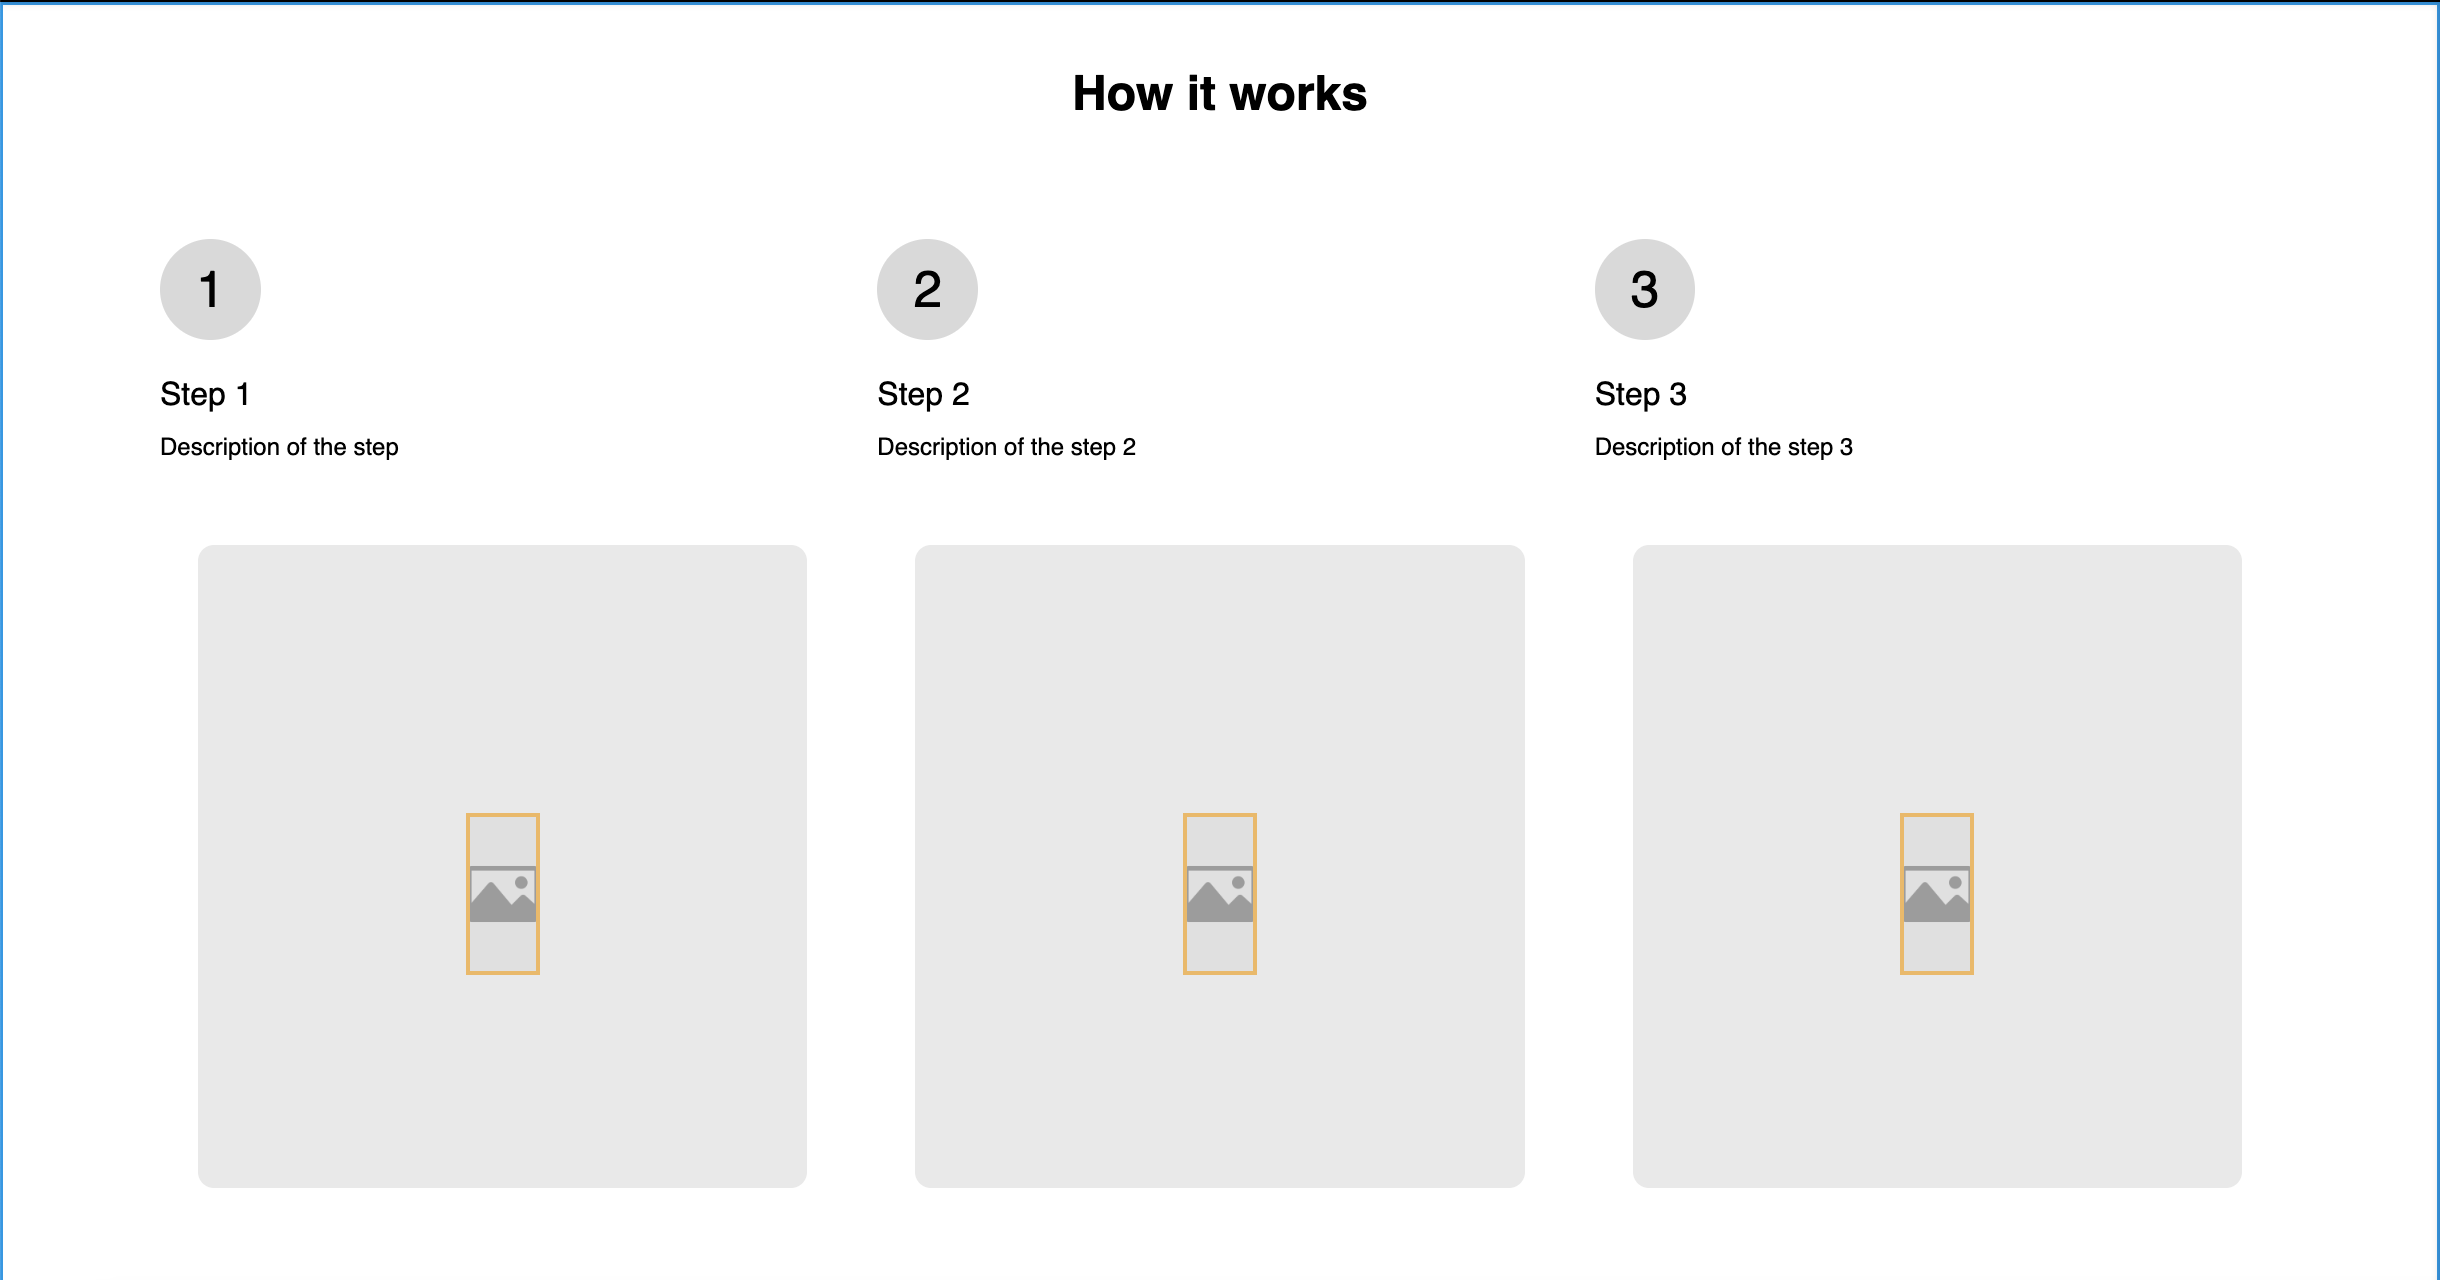 How it works
1
Step 1
Description of the step
2
Step 2
Description of the step 2
3
Step 3
Description of the step 3